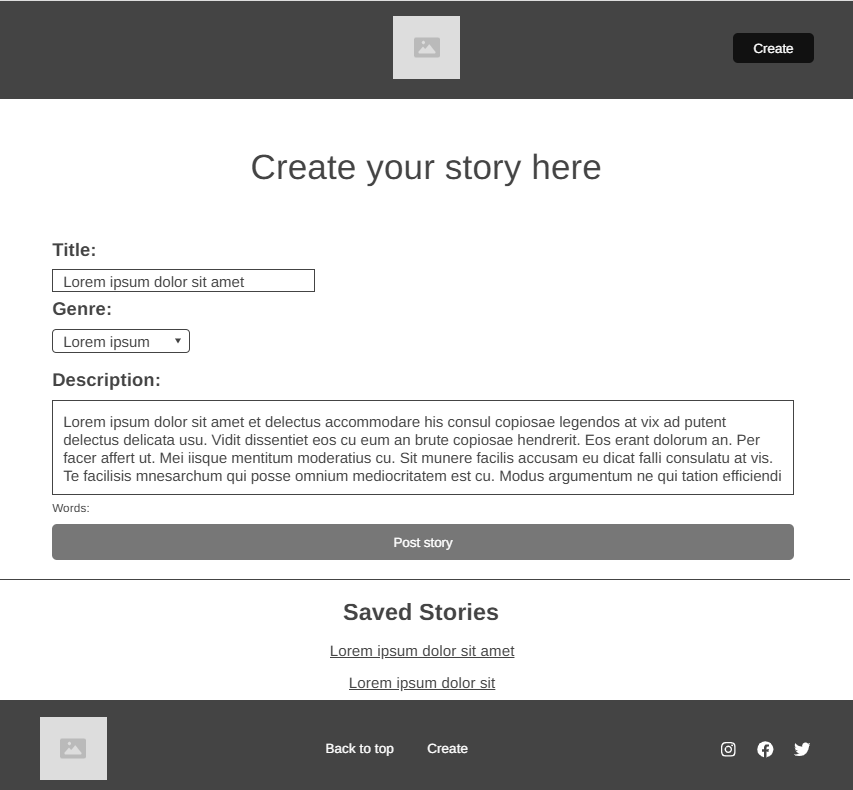 Create
Create your story here
Title:
Lorem ipsum dolor sit amet
Genre:
Lorem ipsum
Description:
Lorem ipsum dolor sit amet et delectus accommodare his consul copiosae legendos at vix ad putent
delectus delicata usu. Vidit dissentiet eos cu eum an brute copiosae hendrerit. Eos erant dolorum an. Per
facer affert ut. Mei iisque mentitum moderatius cu. Sit munere facilis accusam eu dicat falli consulatu at vis.
Te facilisis mnesarchum qui posse omnium mediocritatem est cu. Modus argumentum ne qui tation efficiendi
Words:
Post story
Saved Stories
Lorem ipsum dolor sit amet
Lorem ipsum dolor sit
Back to top Create